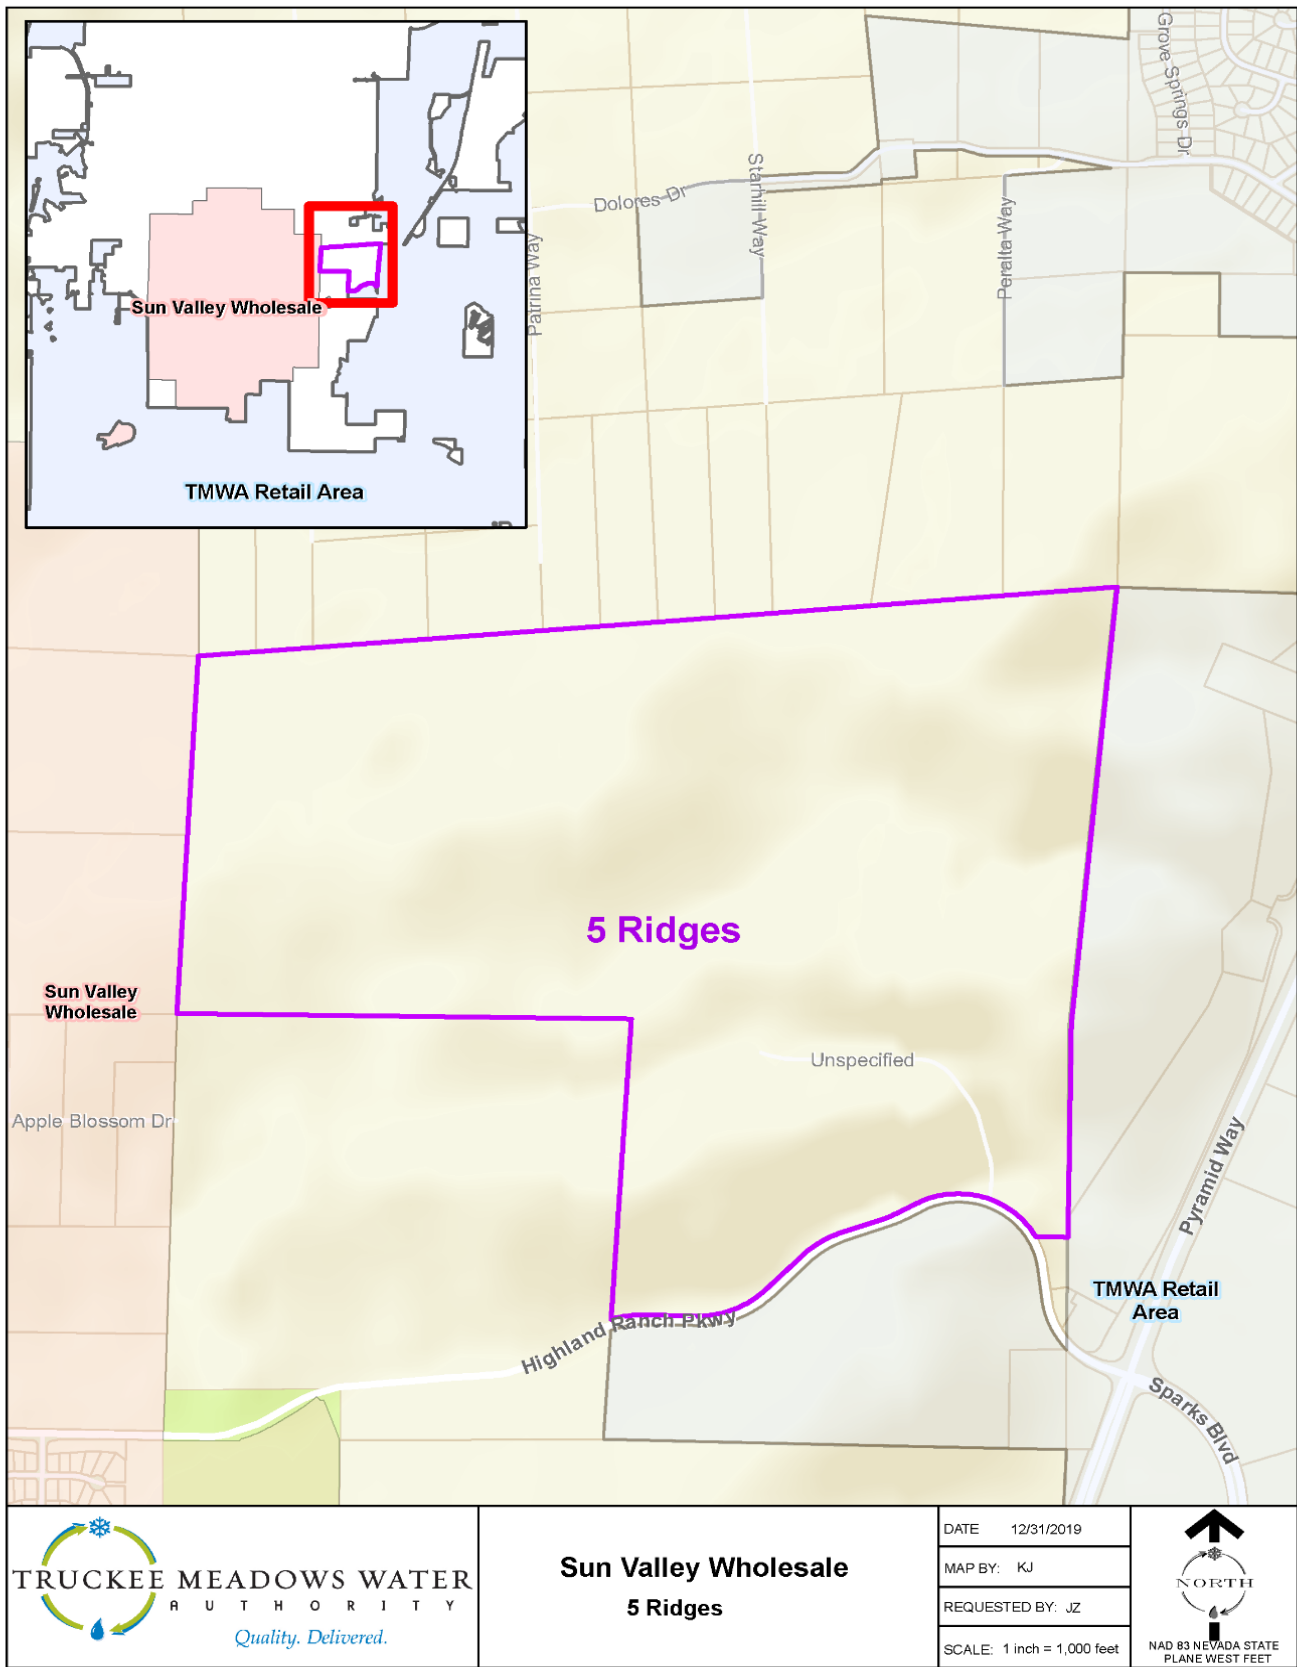 Grove Springs Dr
Dolores Dr
Starhill Way
Peralta Way
Patrina Way
Sun Valley Wholesale
TMWA Retail Area
5 Ridges
Sun Valley
Wholesale
Unspecified
Apple Blossom Dr
Pyramid Way
TMWA Retail
Area
Highland Ranch Pkwy
Sparks Blvd
TRUCKEE MEADOWS WATER
AUTHORITY
Quality. Delivered.
Sun Valley Wholesale
5 Ridges
DATE 12/31/2019
MAP BY: KJ
REQUESTED BY: JZ
SCALE: 1 inch = 1,000 feet
NORTH
NAD 83 NEVADA STATE
PLANE WEST FEET